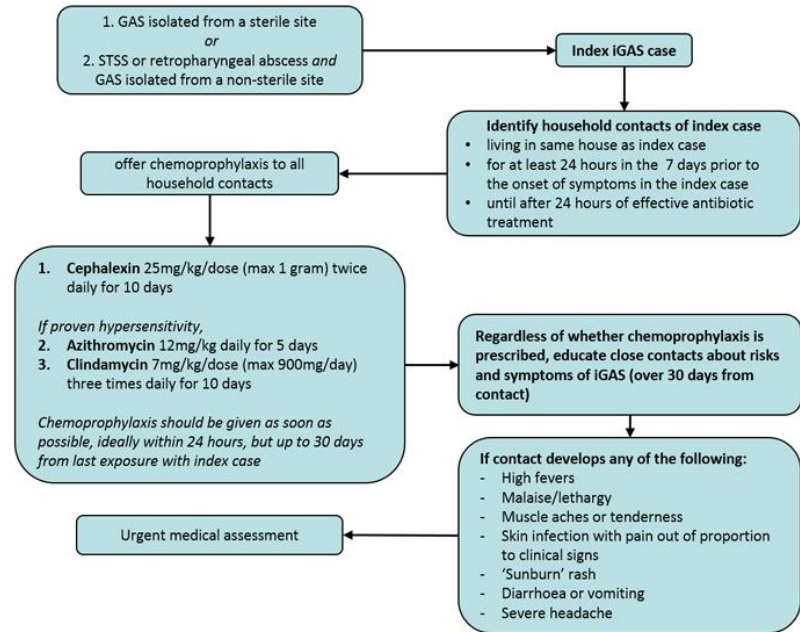 1. GAS isolated from a sterile site
or
2. STSS or retropharyngeal abscess and
GAS isolated from a non-sterile site
Index iGAS case
Identify household contacts of index case
• living in same house as index case
• for at least 24 hours in the 7 days prior to
the onset of symptoms in the index case
• until after 24 hours of effective antibiotic
treatment
offer chemoprophylaxis to all
household contacts
1. Cephalexin 25mg/kg/dose (max 1 gram) twice
daily for 10 days
If proven hypersensitivity,
2. Azithromycin 12mg/kg daily for 5 days
3. Clindamycin 7mg/kg/dose (max 900mg/day)
three times daily for 10 days
Chemoprophylaxis should be given as soon as
possible, ideally within 24 hours, but up to 30 days
from last exposure with index case
Regardless of whether chemoprophylaxis is
prescribed, educate close contacts about risks
and symptoms of iGAS (over 30 days from
contact)
If contact develops any of the following:
- High fevers
- Malaise/lethargy
- Muscle aches or tenderness
- Skin infection with pain out of proportion
to clinical signs
- ‘Sunburn’ rash
- Diarrhoea or vomiting
- Severe headache
Urgent medical assessment